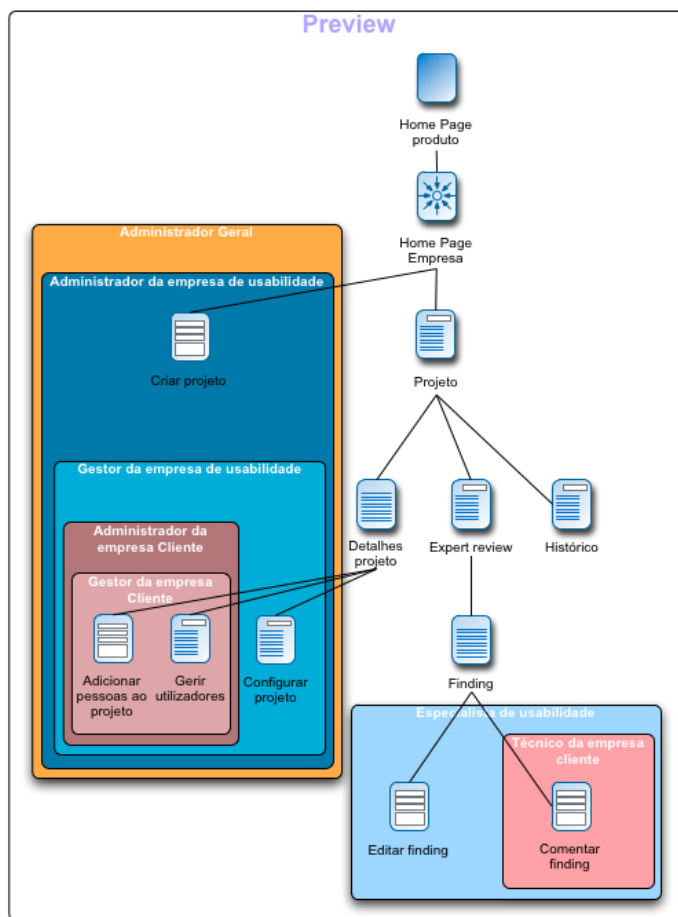 Preview
Home Page
produto
Home Page
Empresa
Administrador Geral
Administrador da empresa de usabilidade
Criar projeto
Projeto
Gestor da empresa de usabilidade
Administrador da
empresa Cliente
Gestor da empresa
Cliente
Adicionar
pessoas ao
projeto
Gerir
utilizadores
Configurar
projeto
Detalhes
projeto
Expert review
Histórico
Finding
Especialista de usabilidade
Técnico da empresa
cliente
Editar finding
Comentar
finding